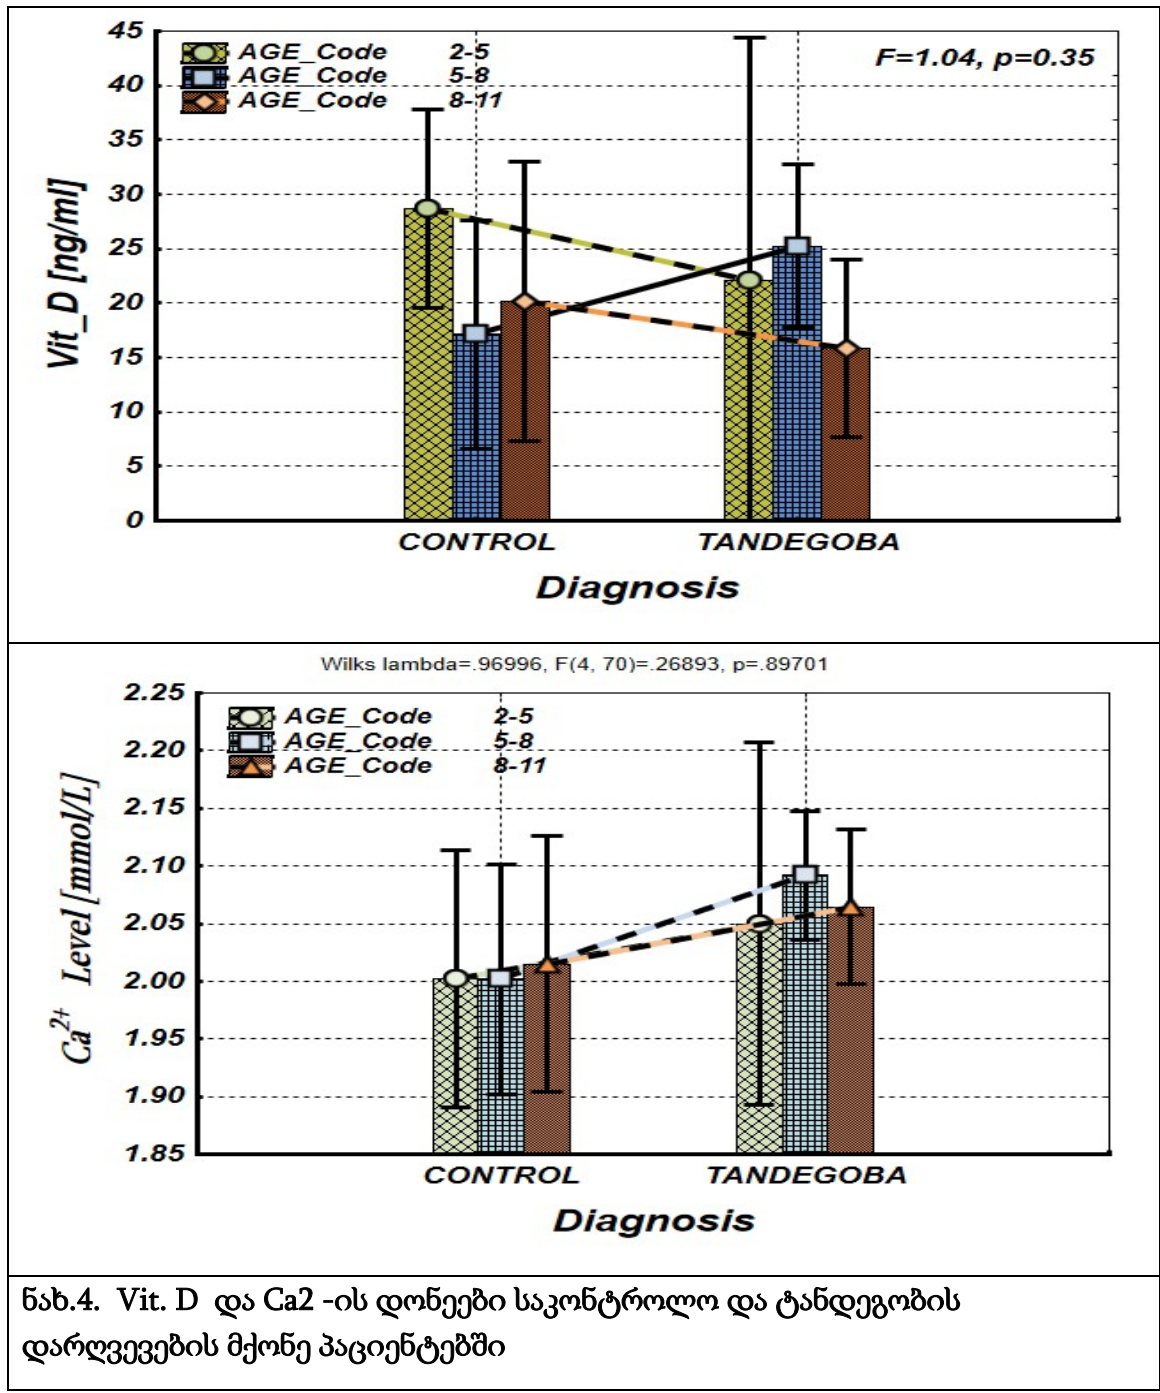 45
40
35
30
25
20
15
10
5
0
Vit_D [ng/ml]
AGE_Code 2-5
AGE_Code 5-8
AGE_Code 8-11
F=1.04, p=0.35
CONTROL TANDEGOBA
Diagnosis
Wilks lambda=.96996, F(4, 70)=.26893, p=.89701
2.25
2.20
2.15
2.10
2.05
2.00
1.95
1.90
1.85
Ca2+ Level [mmol/L]
AGE_Code 2-5
AGE_Code 5-8
AGE_Code 8-11
CONTROL TANDEGOBA
Diagnosis
ნახ.4. Vit. D და Ca2 -ის დონეები საკონტროლო და ტანდეგობის
დარღვევების მქონე პაციენტებში